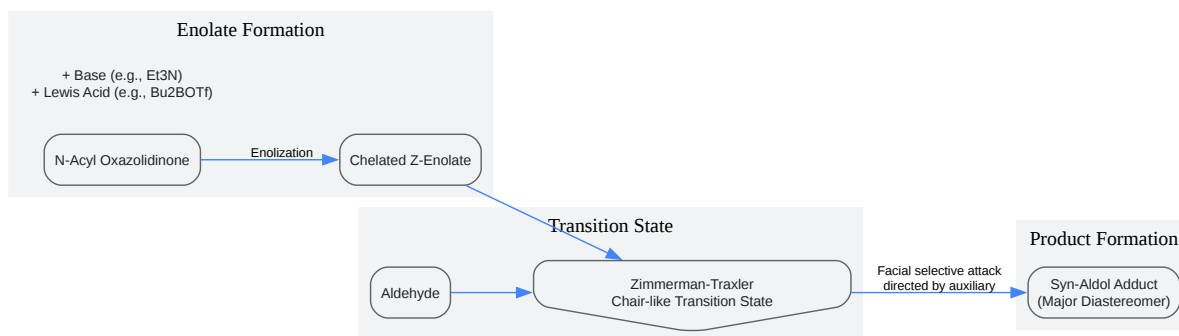 Enolate Formation
+ Base (e.g., Et3N)
+ Lewis Acid (e.g., Bu2BOTf)
N-Acyl Oxazolidinone
Enolization
Chelated Z-Enolate
Transition State
Aldehyde
Zimmerman-Traxler
Chair-like Transition State
Facial selective attack
directed by auxiliary
Product Formation
Syn-Aldol Adduct
(Major Diastereomer)